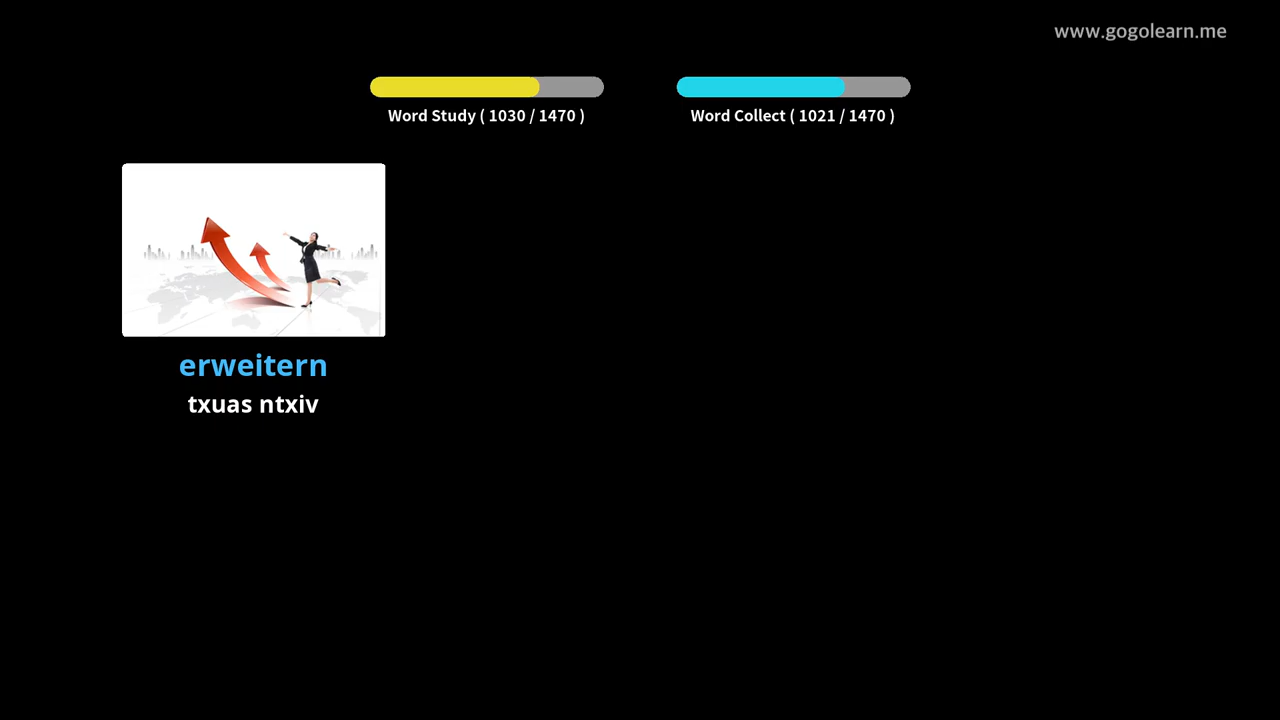 www.gogolearn.me
Word Study ( 1030 / 1470 )
Word Collect ( 1021 / 1470 )
erweitern
txuas ntxiv